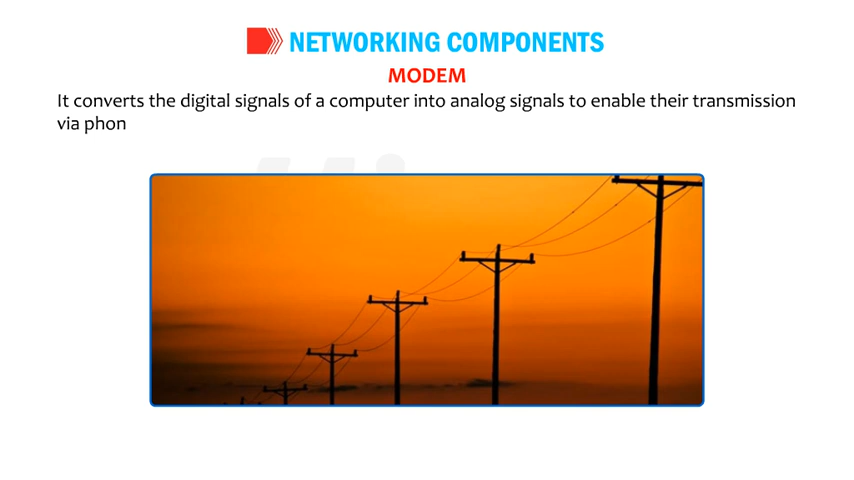 NETWORKING COMPONENTS
MODEM
It converts the digital signals of a computer into analog signals to enable their transmission
via phon